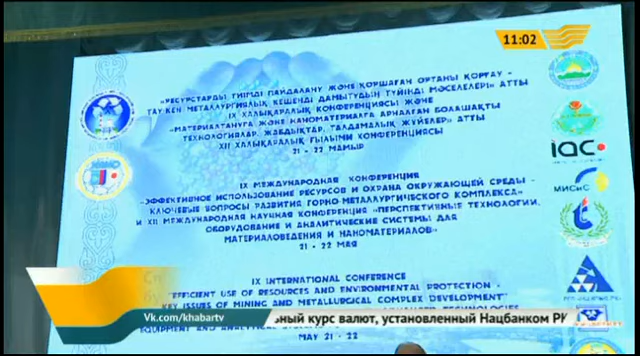 11:02
«РЕСУРСТАРДЫ ТИІМДІ ПАЙДАЛАНУ ЖӘНЕ ҚОРШАҒАН ОРТАНЫ ҚОРҒАУ -
ТАУ-КЕН МЕТАЛЛУРГИЯЛЫҚ КЕШЕНДІ ДАМЫТУДЫҢ ТҮЙІНДІ МӘСЕЛЕЛЕРІ» АТТЫ
IX ХАЛЫҚАРАЛЫҚ КОНФЕРЕНЦИЯСЫ ЖӘНЕ
«МАТЕРИАЛТАНУҒА ЖӘНЕ НАНОМАТЕРИАЛҒА АРНАЛҒАН БОЛАШАҚТЫ
ТЕХНОЛОГИЯЛАР, ЖАБДЫҚТАР, ТАЛДАМАЛЫҚ ЖҮЙЕЛЕР» АТТЫ
XII ХАЛЫҚАРАЛЫҚ ҒЫЛЫМИ КОНФЕРЕНЦИЯСЫ
21 - 22 МАМЫР
IX МЕЖДУНАРОДНАЯ КОНФЕРЕНЦИЯ
«ЭФФЕКТИВНОЕ ИСПОЛЬЗОВАНИЕ РЕСУРСОВ И ОХРАНА ОКРУЖАЮЩЕЙ СРЕДЫ -
КЛЮЧЕВЫЕ ВОПРОСЫ РАЗВИТИЯ ГОРНО-МЕТАЛЛУРГИЧЕСКОГО КОМПЛЕКСА»
И XII МЕЖДУНАРОДНАЯ НАУЧНАЯ КОНФЕРЕНЦИЯ «ПЕРСПЕКТИВНЫЕ ТЕХНОЛОГИИ,
ОБОРУДОВАНИЕ И АНАЛИТИЧЕСКИЕ СИСТЕМЫ ДЛЯ
МАТЕРИАЛОВЕДЕНИЯ И НАНОМАТЕРИАЛОВ»
21 - 22 МАЯ
IX INTERNATIONAL CONFERENCE
"EFFICIENT USE OF RESOURCES AND ENVIRONMENTAL PROTECTION -
KEY ISSUES OF MINING AND METALLURGICAL COMPLEX DEVELOPMENT"
EQUIPMENT AND
MAY 21 - 22
iac
МИСиС
Vk.com/khabartv
ный курс валют, установленный Нацбанком РК